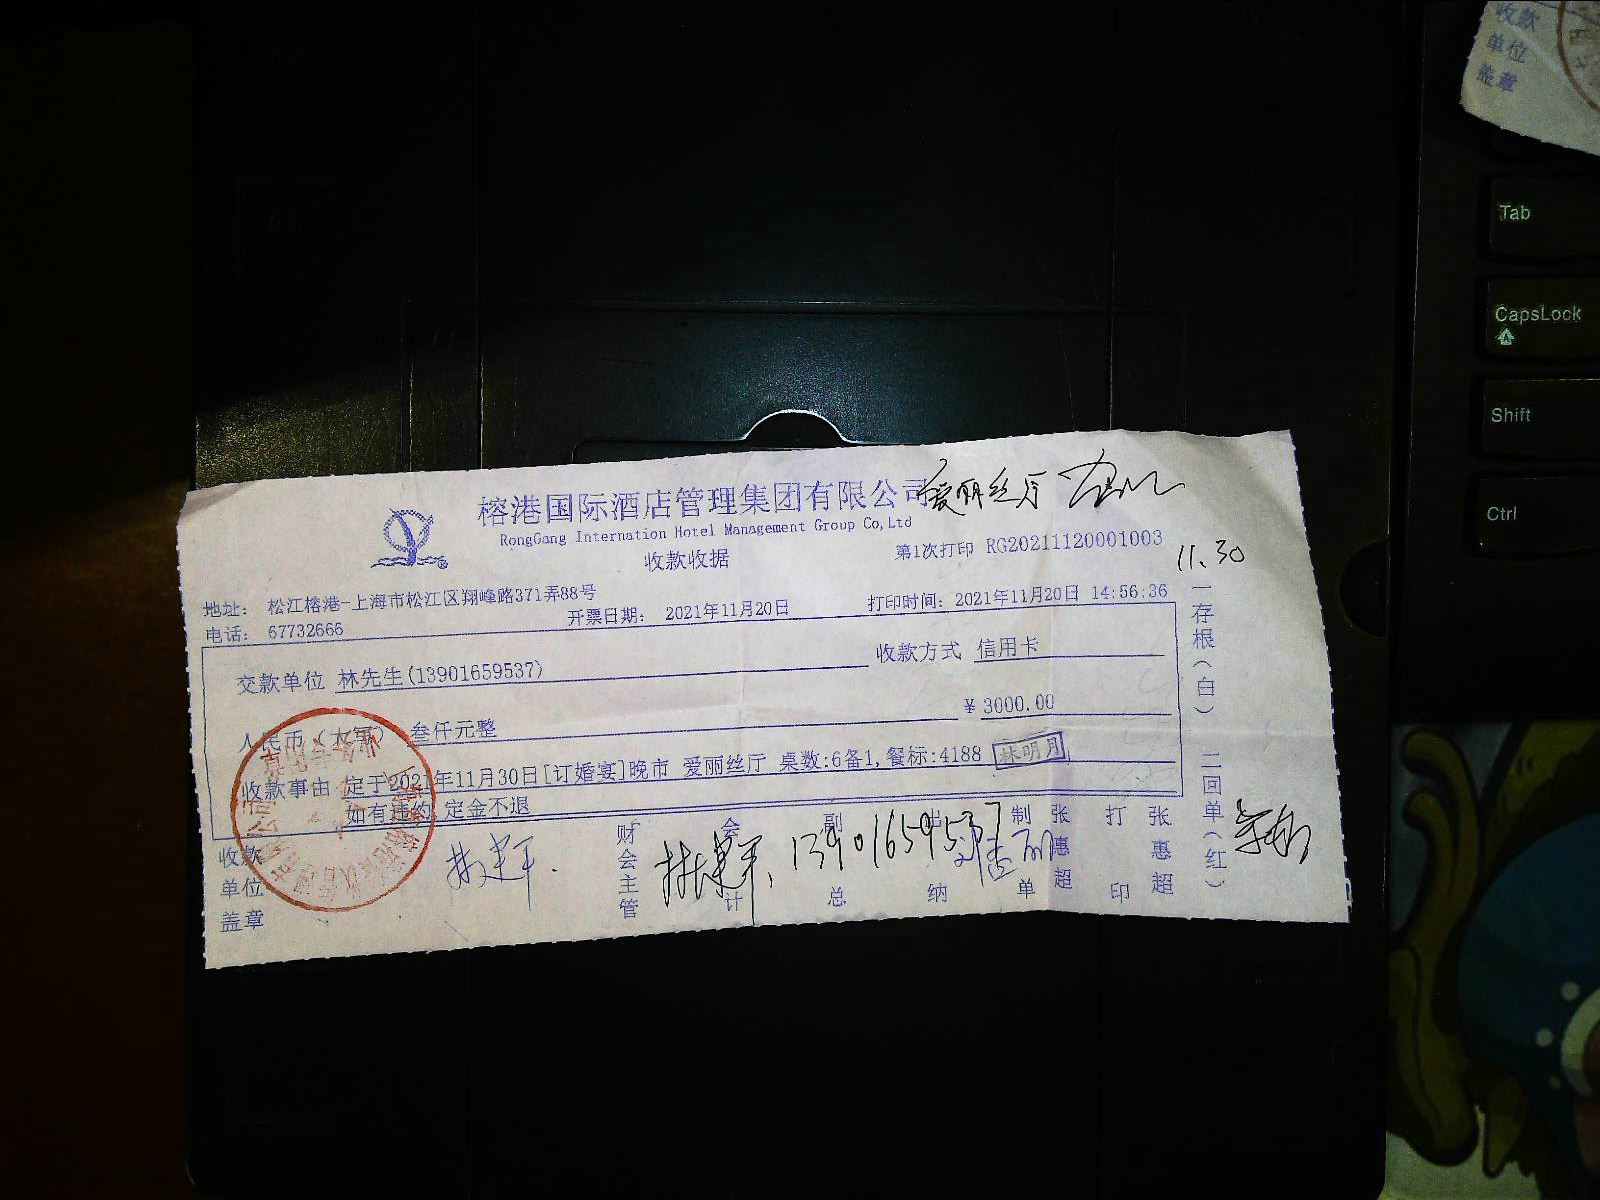 收款
单位
盖章
Tab
CapsLock
Shift
Ctrl
榕港国际酒店管理集团有限公司 爱丽丝厅
RongGang Internation Hotel Management Group Co,Ltd
收款收据
第1次打印 RG20211120001003
11.30
地址: 松江榕港-上海市松江区翔峰路371弄88号
电话: 67732666
开票日期: 2021年11月20日
打印时间: 2021年11月20日 14:56:36
交款单位 林先生(13901659537)
收款方式 信用卡
人民币(大写) 叁仟元整
¥ 3000.00
收款事由 定于2021年11月30日[订婚宴]晚市 爱丽丝厅 桌数:6备1,餐标:4188 林明月
如有违约,定金不退
收款
单位
盖章
林建平.
财会主管
会计
林建平, 13901659537
副总
出纳
制单
张惠超
打印
张惠超
一存根(白)
二回单(红)